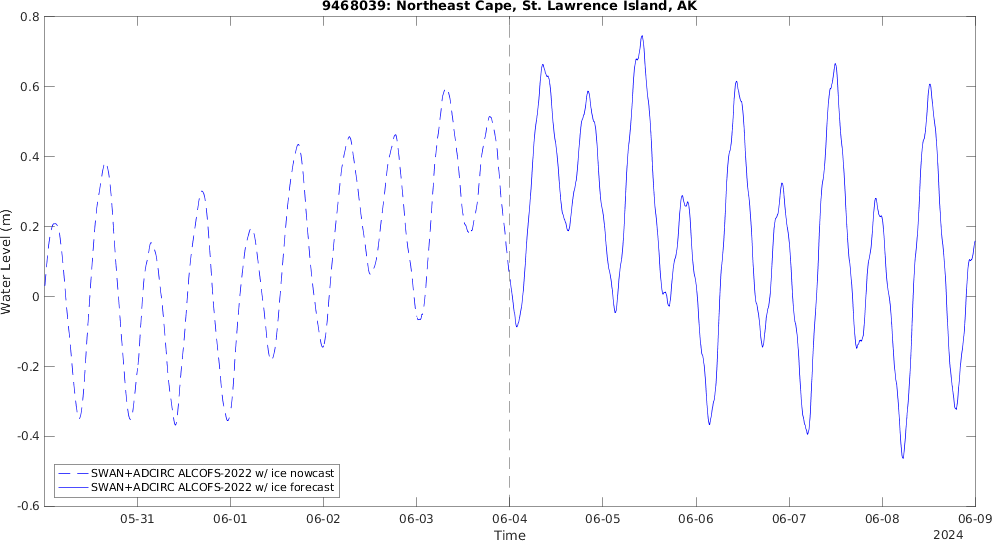 9468039: Northeast Cape, St. Lawrence Island, AK
0.8
0.6
0.4
0.2
0
-0.2
-0.4
-0.6
Water Level (m)
SWAN+ADCIRC ALCOFS-2022 w/ ice nowcast
SWAN+ADCIRC ALCOFS-2022 w/ ice forecast
05-31 06-01 06-02 06-03 06-04 06-05 06-06 06-07 06-08 06-09
Time
2024